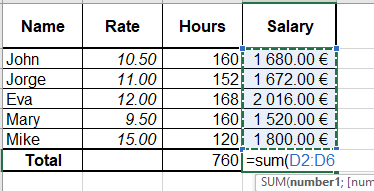 Name Rate Hours Salary
John 10.50 160 1 680.00 €
Jorge 11.00 152 1 672.00 €
Eva 12.00 168 2 016.00 €
Mary 9.50 160 1 520.00 €
Mike 15.00 120 1 800.00 €
Total 760 =sum(D2:D6
SUM(number1; [num